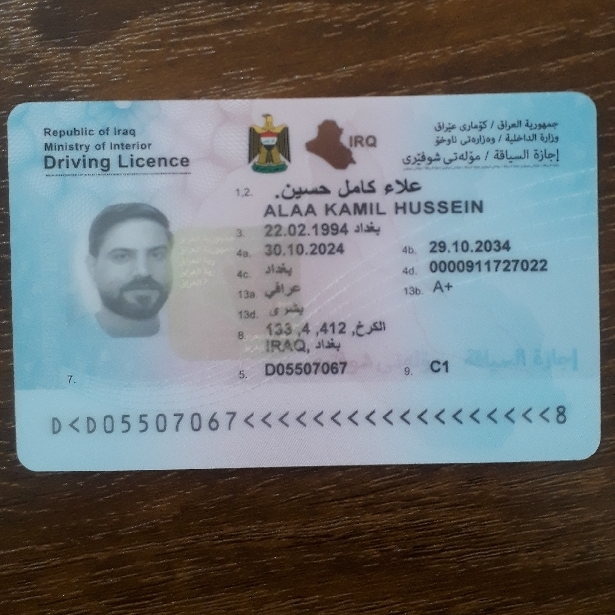 Republic of Iraq
Ministry of Interior
Driving Licence
IRQ
جمهورية العراق / كۆماری عێراق
وزارة الداخلية / وەزارەتی ناوخۆ
إجازة السياقة / مۆڵەتی شوفێری
1,2. علاء كامل حسين.
ALAA KAMIL HUSSEIN
3. 22.02.1994 بغداد
4a. 30.10.2024 4b. 29.10.2034
4c. بغداد 4d. 0000911727022
13a. عراقي 13b. A+
13d. بشرى
8. الكرخ, 412, 4, 133
بغداد, IRAQ
7. 5. D05507067 9. C1
D<D05507067<<<<<<<<<<<<<<<<<<8